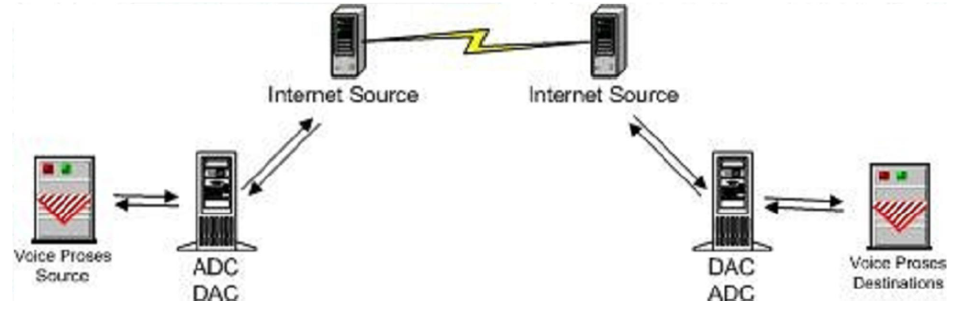 Internet Source
Internet Source
Voice Proses
Source
ADC
DAC
DAC
ADC
Voice Proses
Destinations